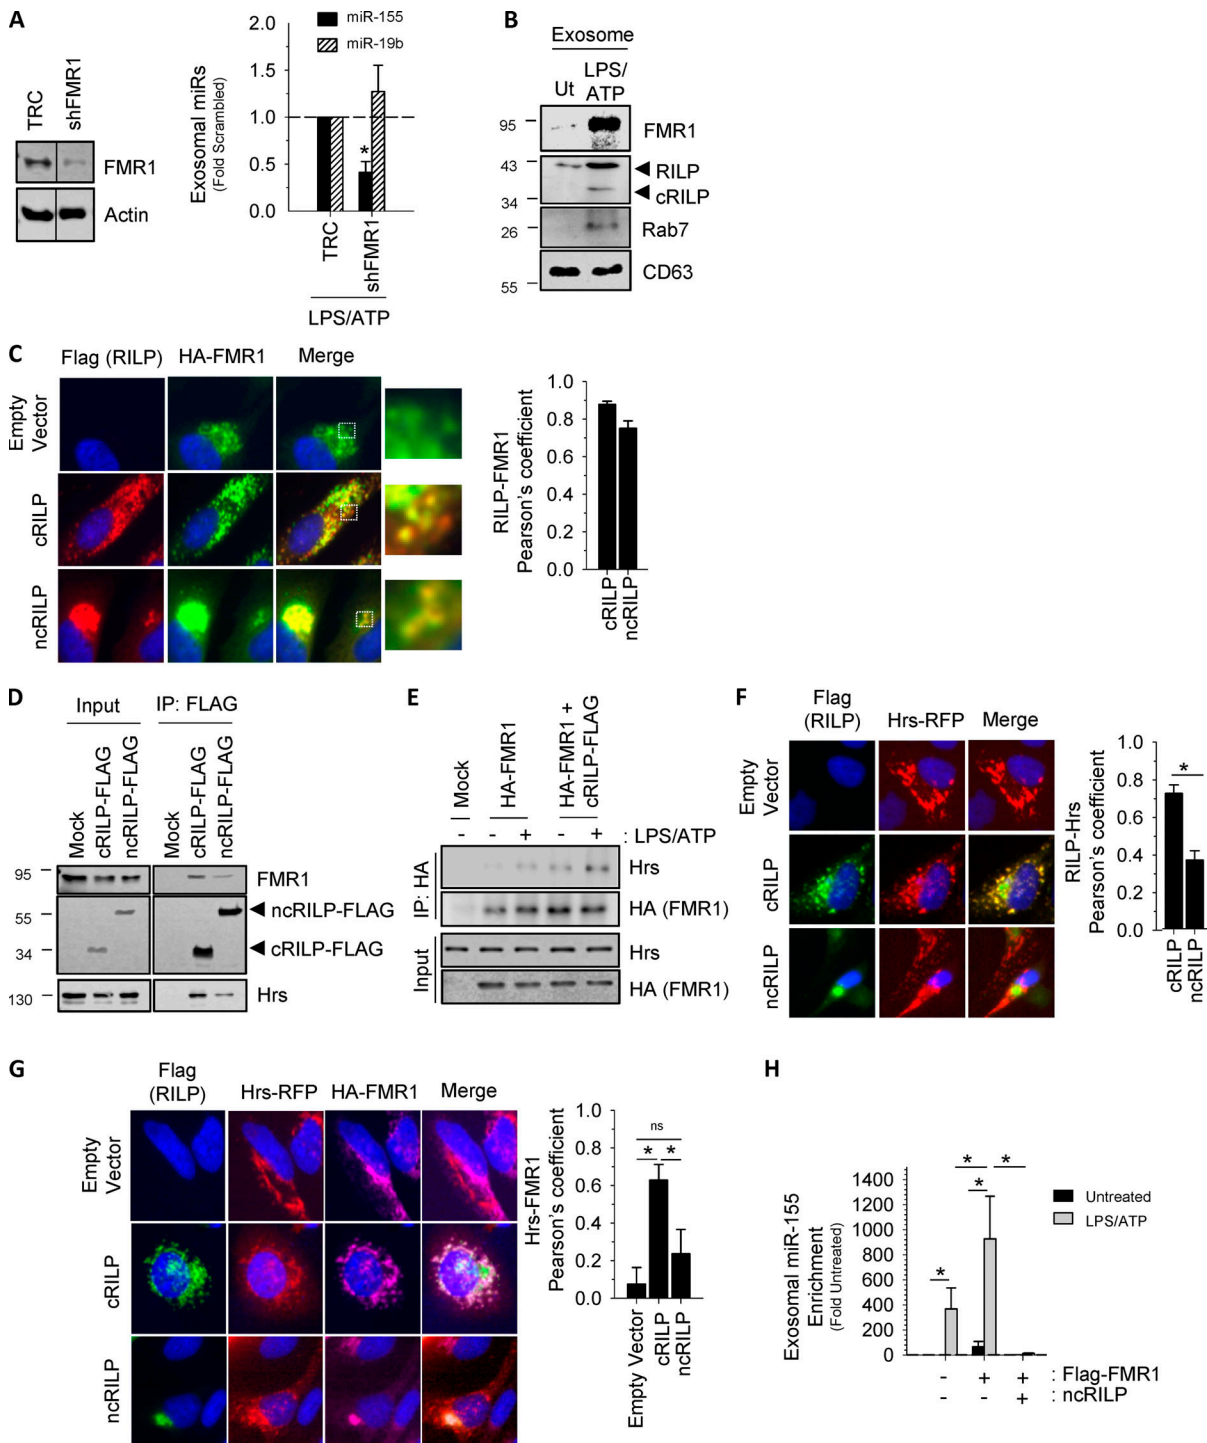 A
TRC
shFMR1
FMR1
Actin
Exosomal miRs
(Fold Scrambled)
2.0
1.5
1.0
0.5
0.0
miR-155
miR-19b
*
TRC
shFMR1
LPS/ATP
B
Exosome
Ut
LPS/
ATP
95
FMR1
43
RILP
cRILP
34
26
Rab7
CD63
55
C
Flag (RILP)
HA-FMR1
Merge
Empty
Vector
cRILP
ncRILP
RILP-FMR1
Pearson's coefficient
1.0
0.8
0.6
0.4
0.2
0.0
cRILP
ncRILP
D
Input
IP: FLAG
Mock
cRILP-FLAG
ncRILP-FLAG
Mock
cRILP-FLAG
ncRILP-FLAG
95
FMR1
55
ncRILP-FLAG
34
cRILP-FLAG
130
Hrs
E
Mock
HA-FMR1
HA-FMR1 +
cRILP-FLAG
- - + - + : LPS/ATP
IP: HA
Hrs
HA (FMR1)
Input
Hrs
HA (FMR1)
F
Flag
(RILP)
Hrs-RFP
Merge
Empty
Vector
cRILP
ncRILP
RILP-Hrs
Pearson's coefficient
1.0
0.8
0.6
0.4
0.2
0.0
*
cRILP
ncRILP
G
Flag
(RILP)
Hrs-RFP
HA-FMR1
Merge
Empty
Vector
cRILP
ncRILP
Hrs-FMR1
Pearson's coefficient
1.0
0.8
0.6
0.4
0.2
0.0
ns
* *
Empty Vector
cRILP
ncRILP
H
Exosomal miR-155
Enrichment
(Fold Untreated)
1400
1200
1000
800
600
400
200
0
* *
*
*
Untreated
LPS/ATP
- + + : Flag-FMR1
- - + : ncRILP